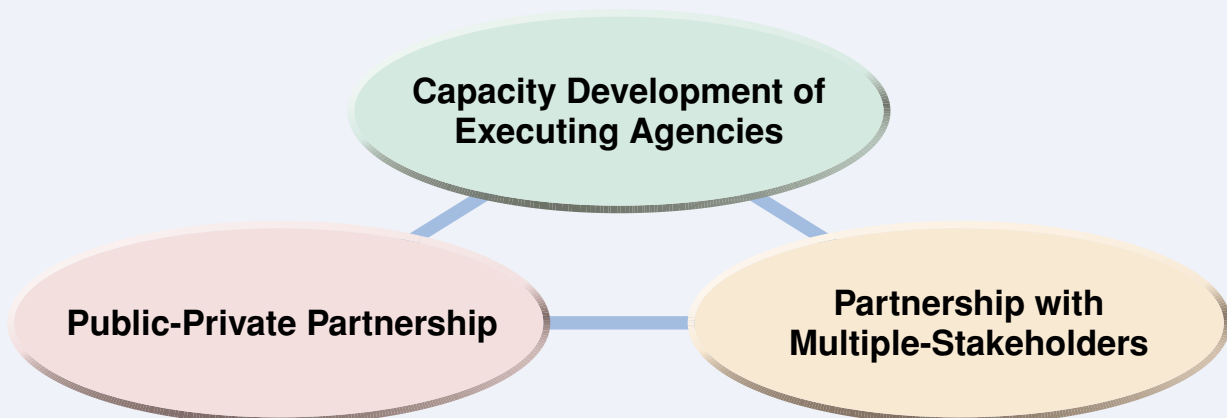 Capacity Development of
Executing Agencies
Public-Private Partnership
Partnership with
Multiple-Stakeholders